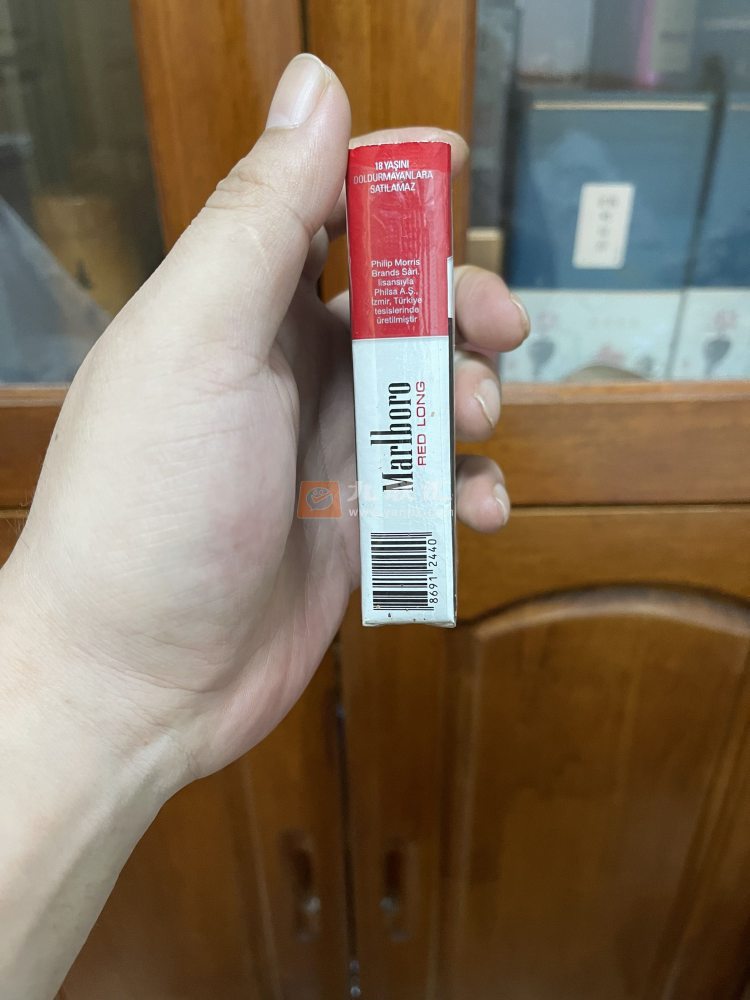 18 YAŞINI
DOLDURMAYANLARA
SATILAMAZ
Philip Morris
Brands Sàrl,
lisansıyla
Philsa A.Ş.,
İzmir, Türkiye
tesislerinde
üretilmiştir
Marlboro
RED LONG
8691 2440